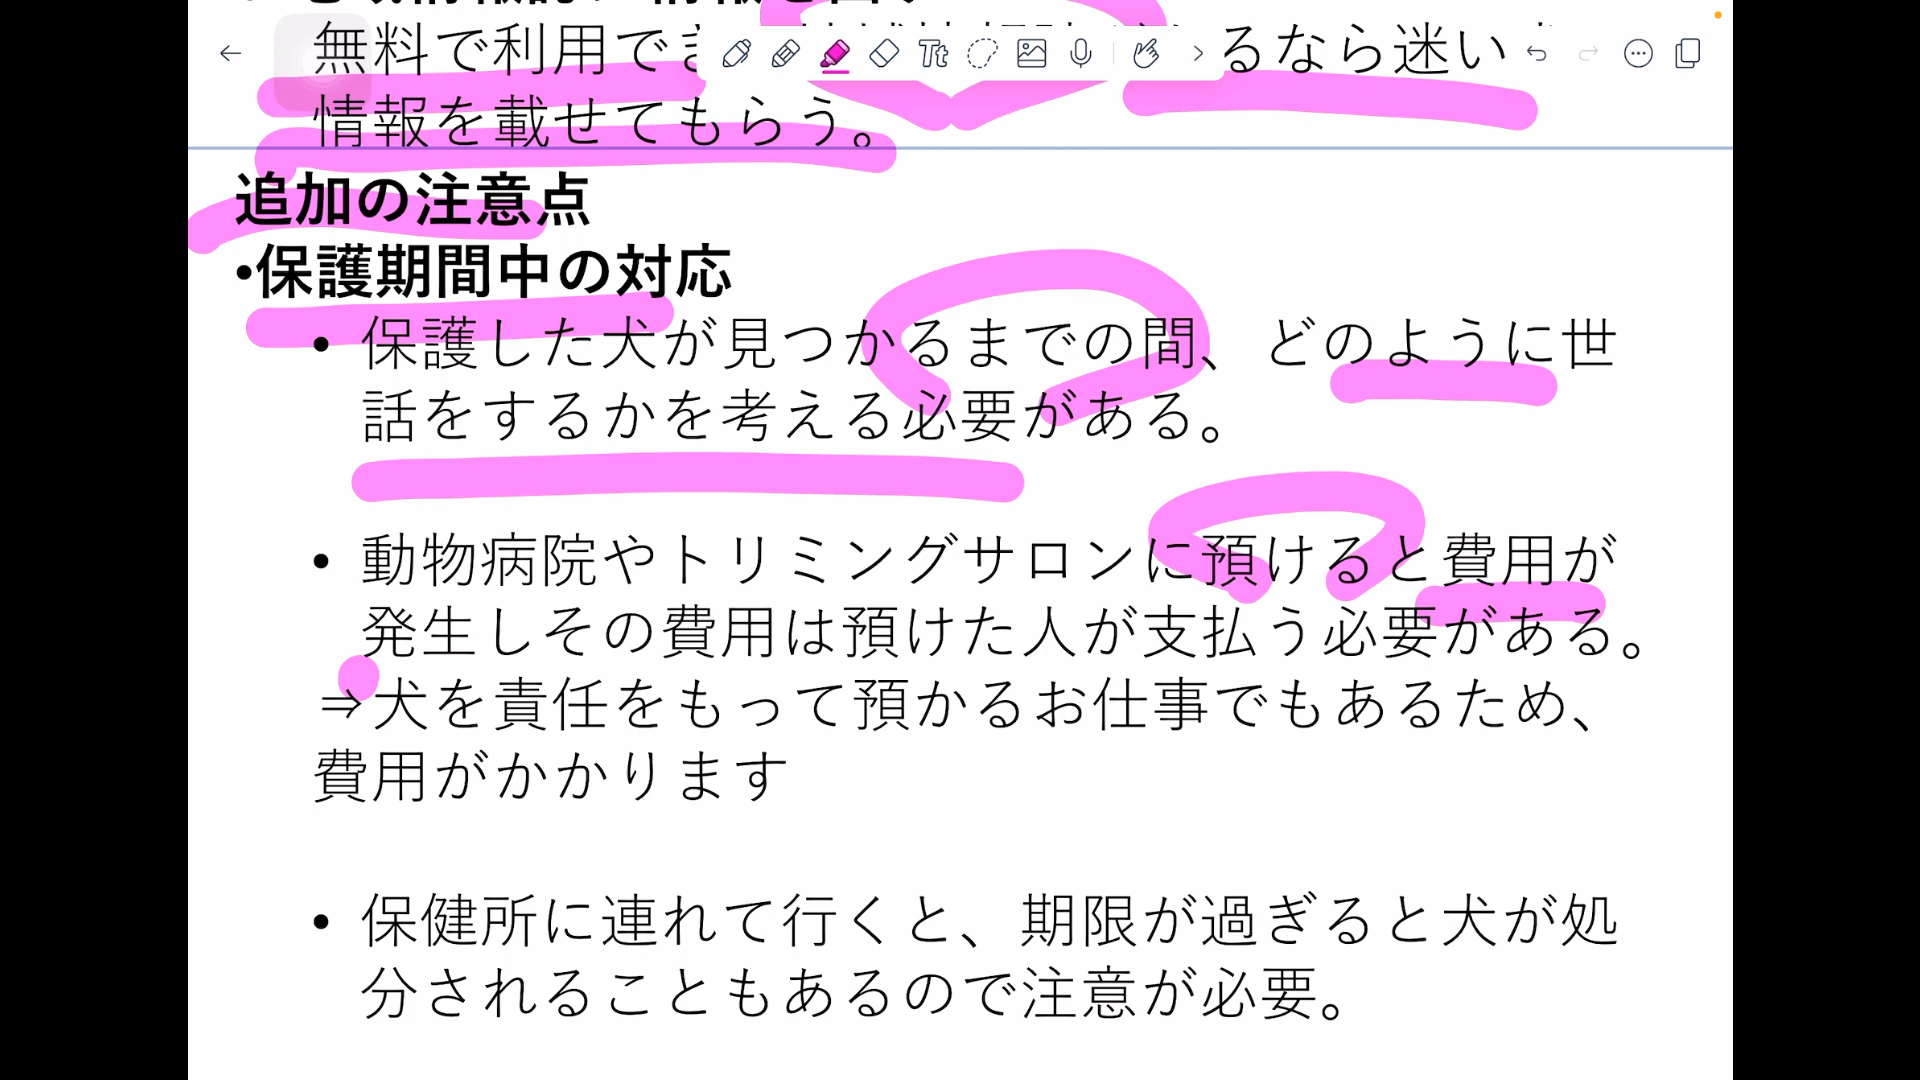 無料で利用でき
るなら迷い
情報を載せてもらう。
追加の注意点
•保護期間中の対応
• 保護した犬が見つかるまでの間、どのように世
話をするかを考える必要がある。
• 動物病院やトリミングサロンに預けると費用が
発生しその費用は預けた人が支払う必要がある。
⇒犬を責任をもって預かるお仕事でもあるため、
費用がかかります
• 保健所に連れて行くと、期限が過ぎると犬が処
分されることもあるので注意が必要。